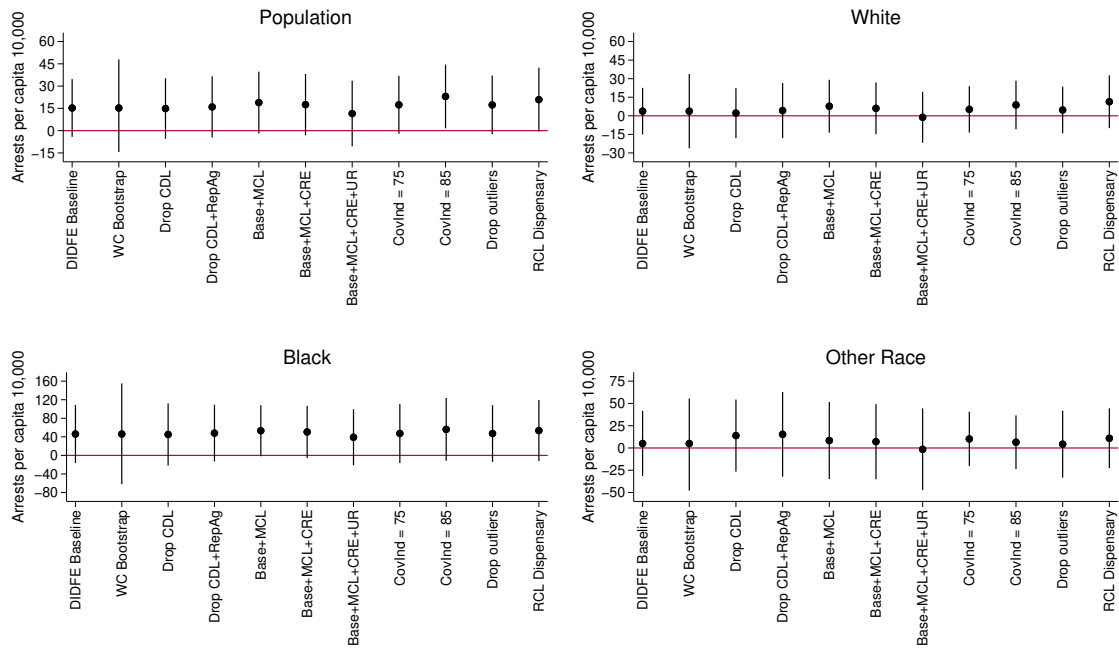 Population
Arrests per capita 10,000
60
45
30
15
0
−15
DIDFE Baseline
WC Bootstrap
Drop CDL
Drop CDL+RepAg
Base+MCL
Base+MCL+CRE
Base+MCL+CRE+UR
CovInd = 75
CovInd = 85
Drop outliers
RCL Dispensary
White
Arrests per capita 10,000
60
45
30
15
0
−15
−30
DIDFE Baseline
WC Bootstrap
Drop CDL
Drop CDL+RepAg
Base+MCL
Base+MCL+CRE
Base+MCL+CRE+UR
CovInd = 75
CovInd = 85
Drop outliers
RCL Dispensary
Black
Arrests per capita 10,000
160
120
80
40
0
−40
−80
DIDFE Baseline
WC Bootstrap
Drop CDL
Drop CDL+RepAg
Base+MCL
Base+MCL+CRE
Base+MCL+CRE+UR
CovInd = 75
CovInd = 85
Drop outliers
RCL Dispensary
Other Race
Arrests per capita 10,000
75
50
25
0
−25
−50
DIDFE Baseline
WC Bootstrap
Drop CDL
Drop CDL+RepAg
Base+MCL
Base+MCL+CRE
Base+MCL+CRE+UR
CovInd = 75
CovInd = 85
Drop outliers
RCL Dispensary